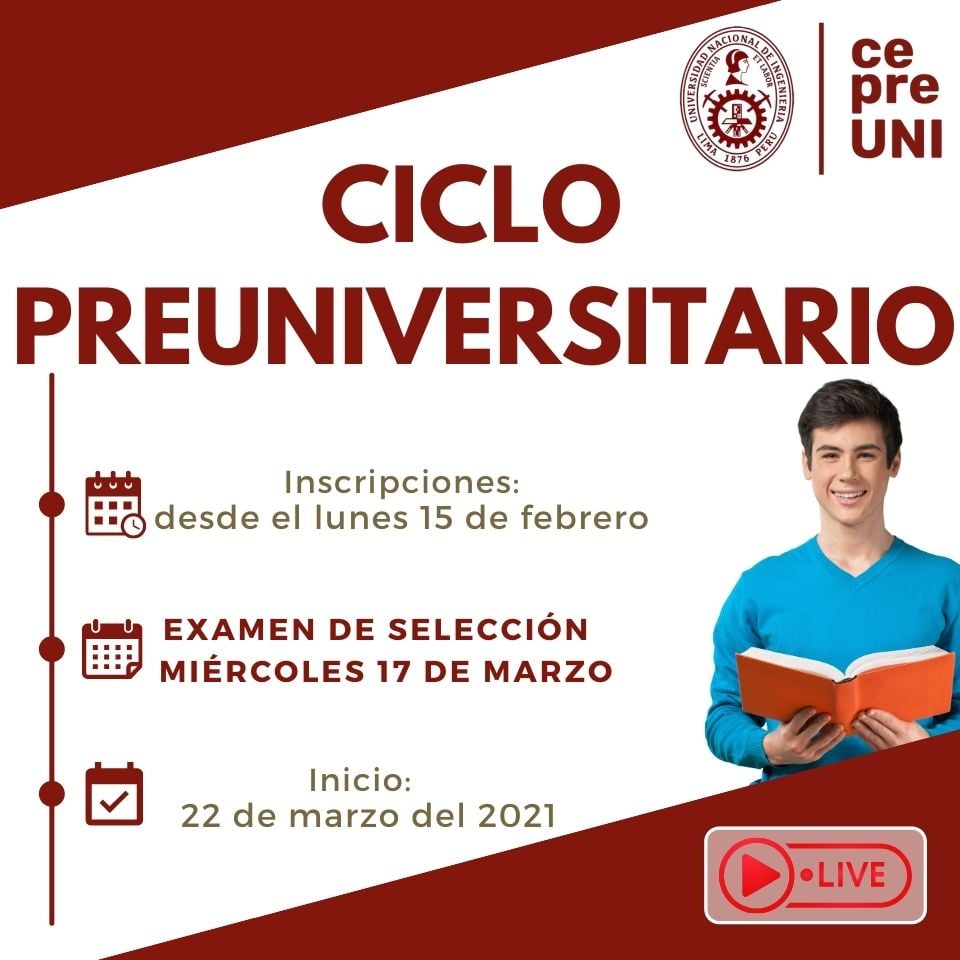 UNIVERSIDAD NACIONAL DE INGENIERIA
SCIENTIA ET LABOR
LIMA 1876 PERU
ce
pre
UNI
CICLO
PREUNIVERSITARIO
Inscripciones:
desde el lunes 15 de febrero
EXAMEN DE SELECCIÓN
MIÉRCOLES 17 DE MARZO
Inicio:
22 de marzo del 2021
LIVE